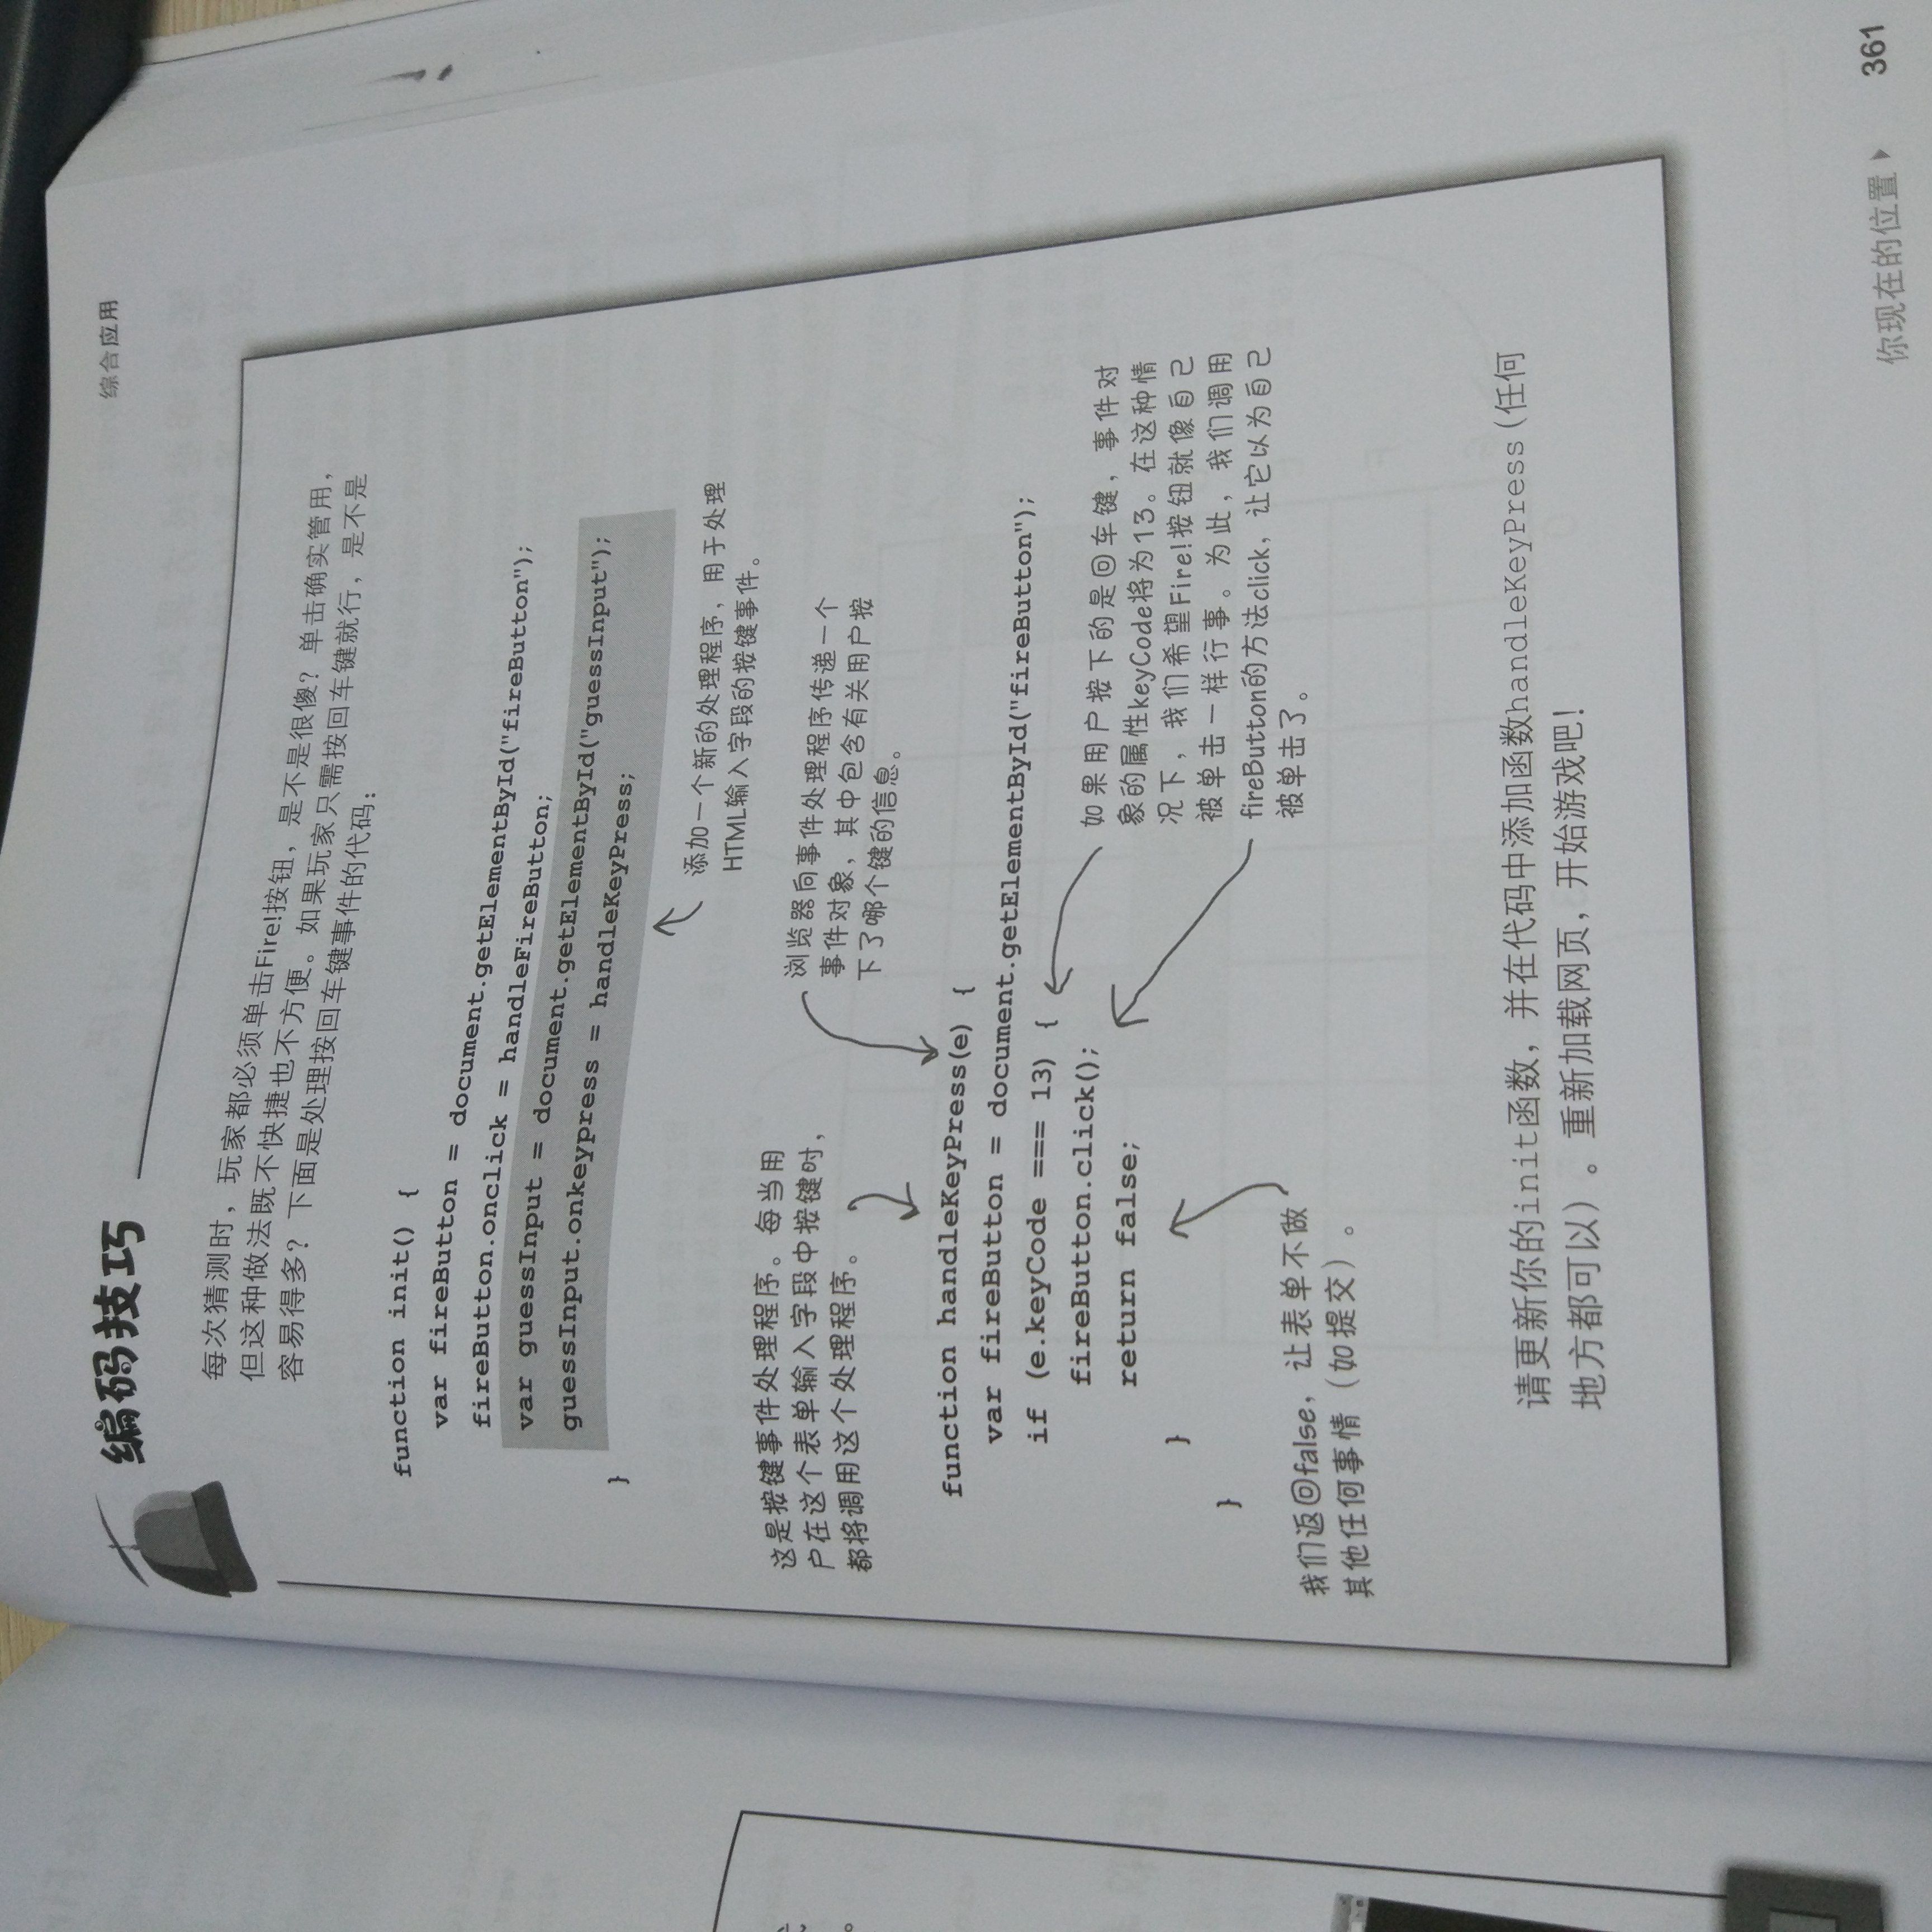 综合应用
编码技巧
每次猜测时，玩家都必须单击Fire!按钮，是不是很傻？单击确实管用，
但这种做法既不快捷也不方便。如果玩家只需按回车键就行，是不是
容易得多？下面是处理按回车键事件的代码：
function init() {
var fireButton = document.getElementById("fireButton");
fireButton.onclick = handleFireButton;
var guessInput = document.getElementById("guessInput");
guessInput.onkeypress = handleKeyPress;
}
添加一个新的处理程序，用于处理
HTML输入字段的按键事件。
这是按键事件处理程序。每当用
户在这个表单输入字段中按键时，
都将调用这个处理程序。
浏览器向事件处理程序传递一个
事件对象，其中包含有关用户按
下了哪个键的信息。
function handleKeyPress(e) {
var fireButton = document.getElementById("fireButton");
if (e.keyCode === 13) {
fireButton.click();
return false;
}
}
如果用户按下的是回车键，事件对
象的属性keyCode将为13。在这种情
况下，我们希望Fire!按钮就像自己
被单击一样行事。为此，我们调用
fireButton的方法click，让它以为自己
被单击了。
我们返回false，让表单不做
其他任何事情（如提交）。
请更新你的init函数，并在代码中添加函数handleKeyPress（任何
地方都可以）。重新加载网页，开始游戏吧！
你现在的位置 ▸ 361